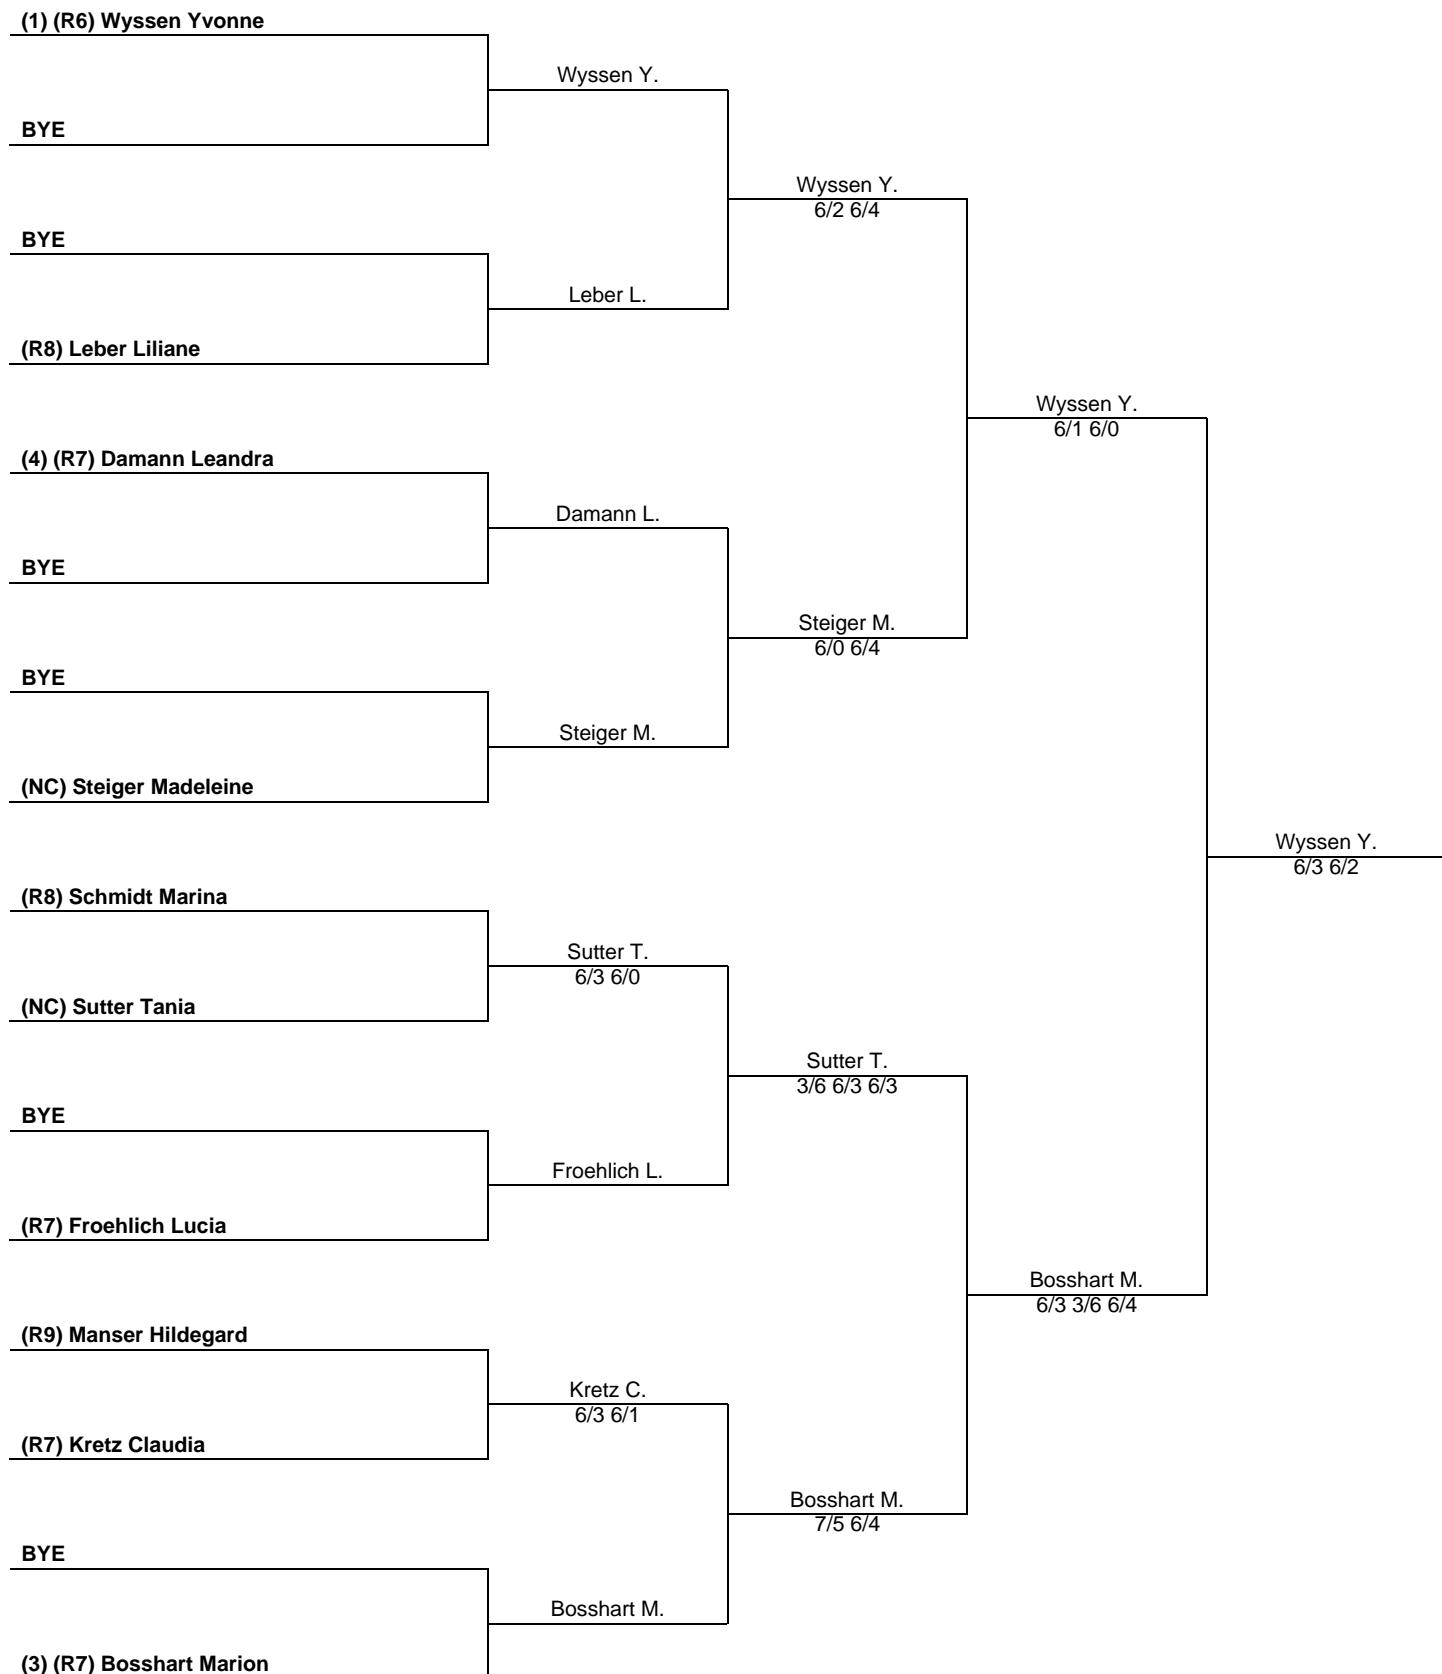 (1) (R6) Wyssen Yvonne
Wyssen Y.
BYE
Wyssen Y.
6/2 6/4
BYE
Leber L.
(R8) Leber Liliane
Wyssen Y.
6/1 6/0
(4) (R7) Damann Leandra
Damann L.
BYE
Steiger M.
6/0 6/4
BYE
Steiger M.
(NC) Steiger Madeleine
Wyssen Y.
6/3 6/2
(R8) Schmidt Marina
Sutter T.
6/3 6/0
(NC) Sutter Tania
Sutter T.
3/6 6/3 6/3
BYE
Froehlich L.
(R7) Froehlich Lucia
Bosshart M.
6/3 3/6 6/4
(R9) Manser Hildegard
Kretz C.
6/3 6/1
(R7) Kretz Claudia
Bosshart M.
7/5 6/4
BYE
Bosshart M.
(3) (R7) Bosshart Marion